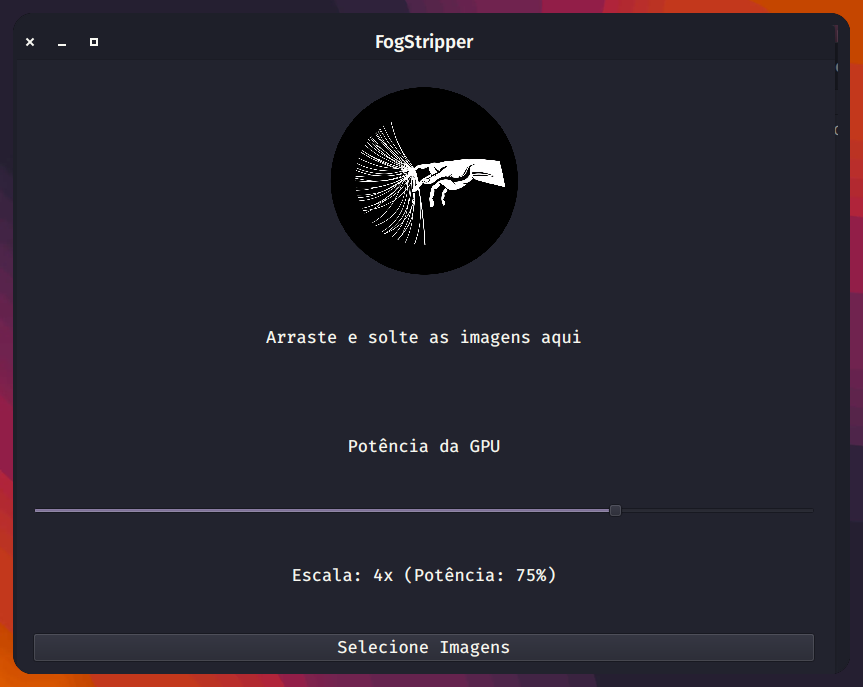 FogStripper
Arraste e solte as imagens aqui
Potência da GPU
Escala: 4x (Potência: 75%)
Selecione Imagens